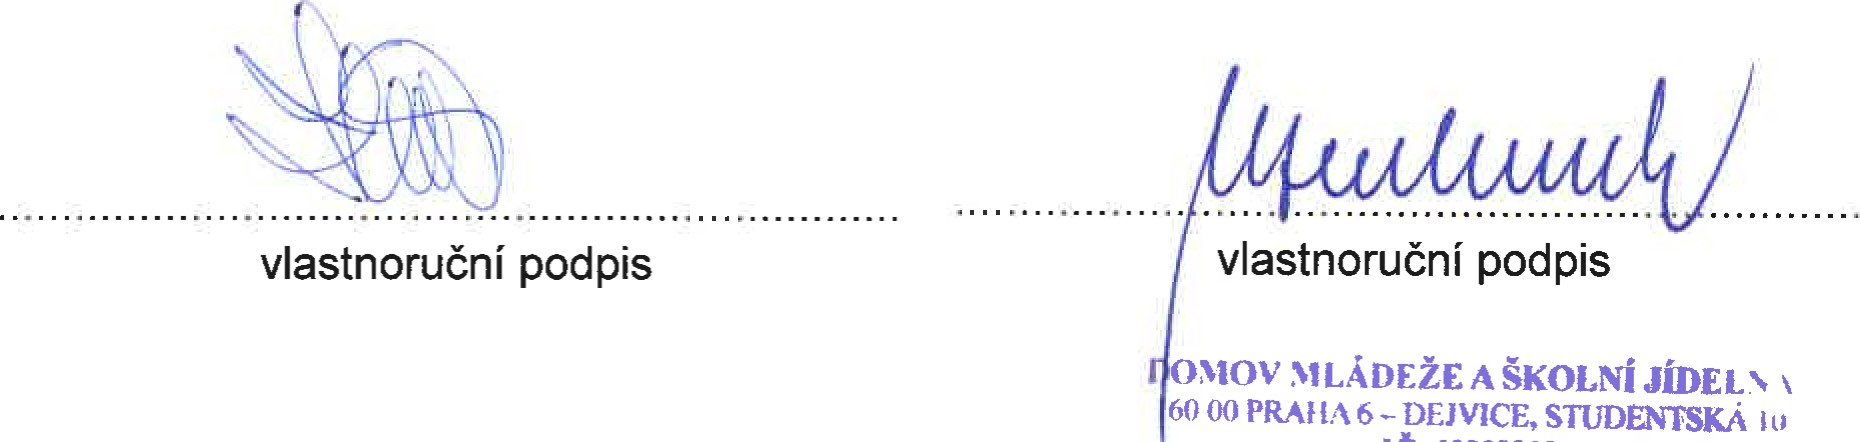 vlastnoruční podpis
vlastnoruční podpis
DOMOV MLÁDEŽE A ŠKOLNÍ JÍDELNA
60 00 PRAHA 6 – DEJVICE, STUDENTSKÁ 10